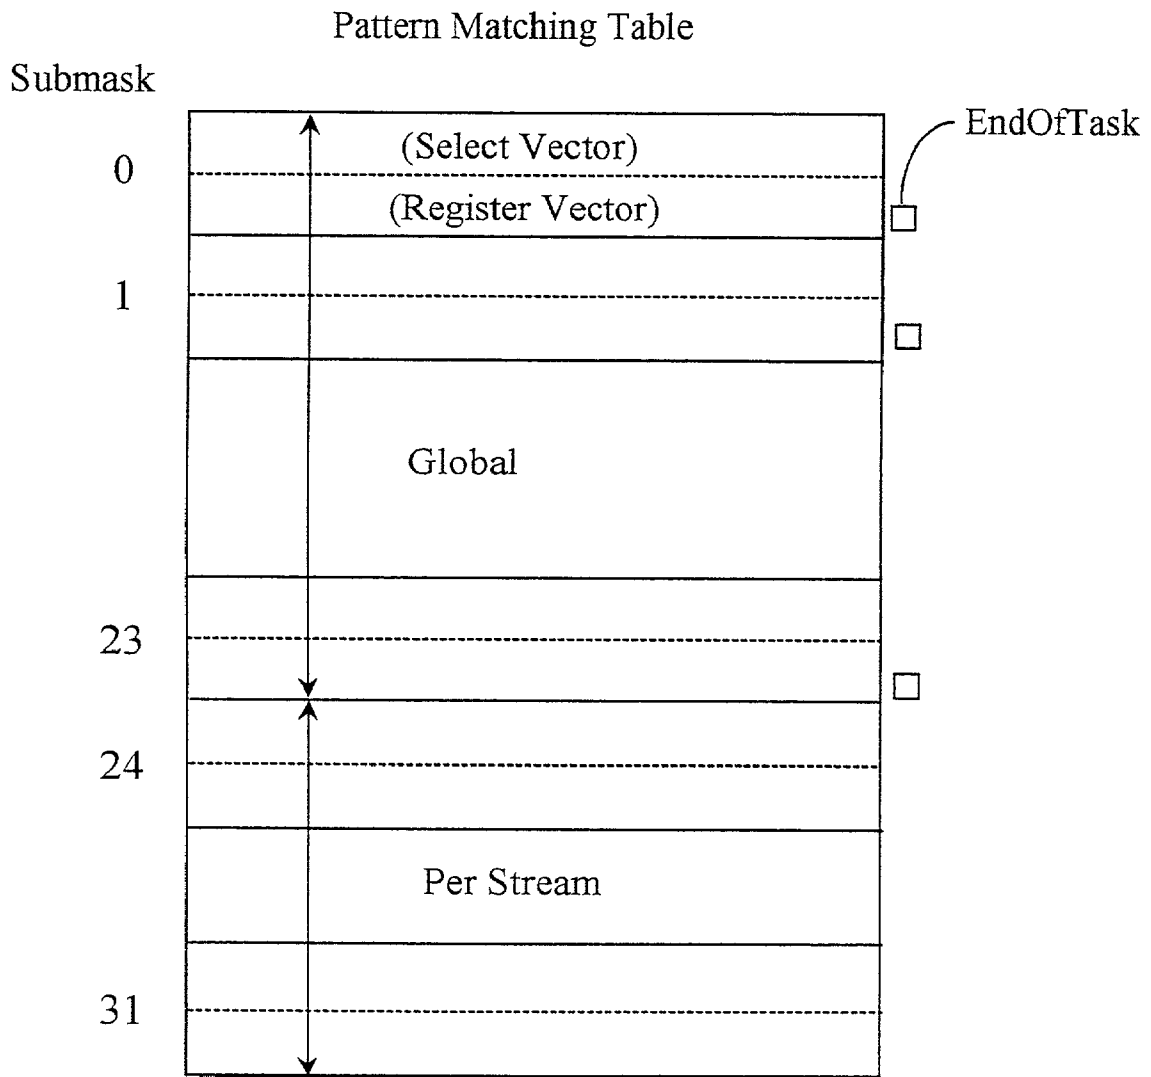 Pattern Matching Table
Submask
EndOfTask
0
(Select Vector)
(Register Vector)
1
Global
23
24
Per Stream
31